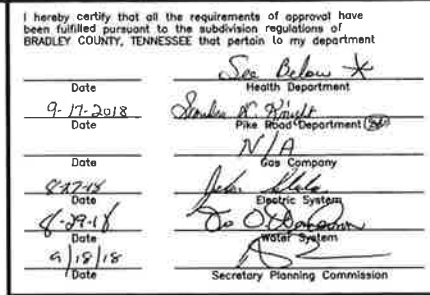 I hereby certify that all the requirements of approval have
been fulfilled pursuant to the subdivision regulations of
BRADLEY COUNTY, TENNESSEE that pertain to my department
See Below *
Date Health Department
9-17-2018
Date Pike Road Department
N/A
Date Gas Company
8-27-18
Date Electric System
8-29-18
Date Water System
9/18/18
Date Secretary Planning Commission